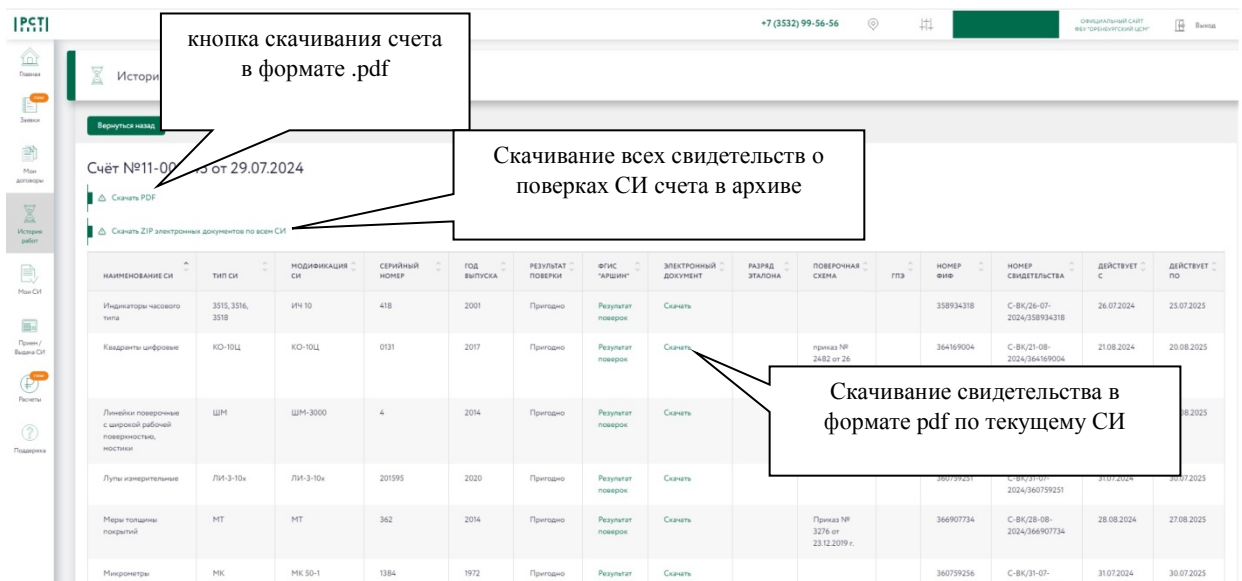 РСТ
+7 (3532) 99-56-56
ОФИЦИАЛЬНЫЙ САЙТ
ФБУ "ОРЕНБУРГСКИЙ ЦСМ"
Выход
кнопка скачивания счета
в формате .pdf
Главная
Истори
new
Заявки
Вернуться назад
Мои
договоры
Счёт №11-00 от 29.07.2024
Скачивание всех свидетельств о
поверках СИ счета в архиве
Скачать PDF
История
работ
Скачать ZIP электронных документов по всем СИ
Мои СИ
Прием /
Выдача СИ
new
Расчеты
Поддержка
НАИМЕНОВАНИЕ СИ ТИП СИ МОДИФИКАЦИЯ СИ СЕРИЙНЫЙ НОМЕР ГОД ВЫПУСКА РЕЗУЛЬТАТ ПОВЕРКИ ФГИС "АРШИН" ЭЛЕКТРОННЫЙ ДОКУМЕНТ РАЗРЯД ЭТАЛОНА ПОВЕРОЧНАЯ СХЕМА ГПЭ НОМЕР ФИФ НОМЕР СВИДЕТЕЛЬСТВА ДЕЙСТВУЕТ С ДЕЙСТВУЕТ ПО
Индикаторы часового типа 3515, 3516, 3518 ИЧ 10 418 2001 Пригодно Результат поверок Скачать 358934318 С-ВК/26-07-2024/358934318 26.07.2024 25.07.2025
Квадранты цифровые КО-10Ц КО-10Ц 0131 2017 Пригодно Результат поверок Скачать приказ № 2482 от 26 364169004 С-ВК/21-08-2024/364169004 21.08.2024 20.08.2025
Скачивание свидетельства в
формате pdf по текущему СИ
Линейки поверочные с широкой рабочей поверхностью, мостики ШМ ШМ-3000 4 2014 Пригодно Результат поверок Скачать 08.2025
Лупы измерительные ЛИ-3-10х ЛИ-3-10х 201595 2020 Пригодно Результат поверок Скачать 360759251 С-ВК/31-07-2024/360759251 31.07.2024 30.07.2025
Меры толщины покрытий МТ МТ 362 2014 Пригодно Результат поверок Скачать Приказ № 3276 от 23.12.2019 г. 366907734 С-ВК/28-08-2024/366907734 28.08.2024 27.08.2025
Микрометры МК МК 50-1 1384 1972 Пригодно Результат Скачать 360759256 С-ВК/31-07- 31.07.2024 30.07.2025